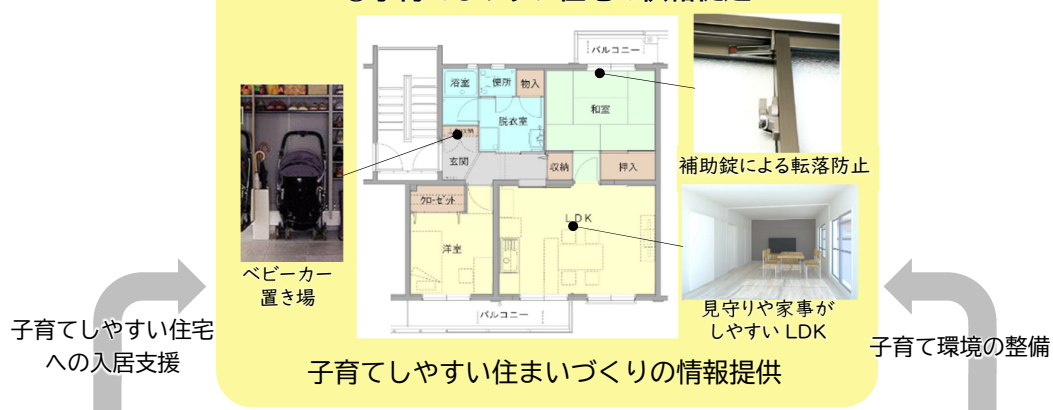 バルコニー
浴室
便所
物入
和室
脱衣室
玄関
収納
押入
補助錠による転落防止
クローゼット
LDK
洋室
ベビーカー
置き場
バルコニー
見守りや家事が
しやすい LDK
子育てしやすい住宅
への入居支援
子育て環境の整備
子育てしやすい住まいづくりの情報提供